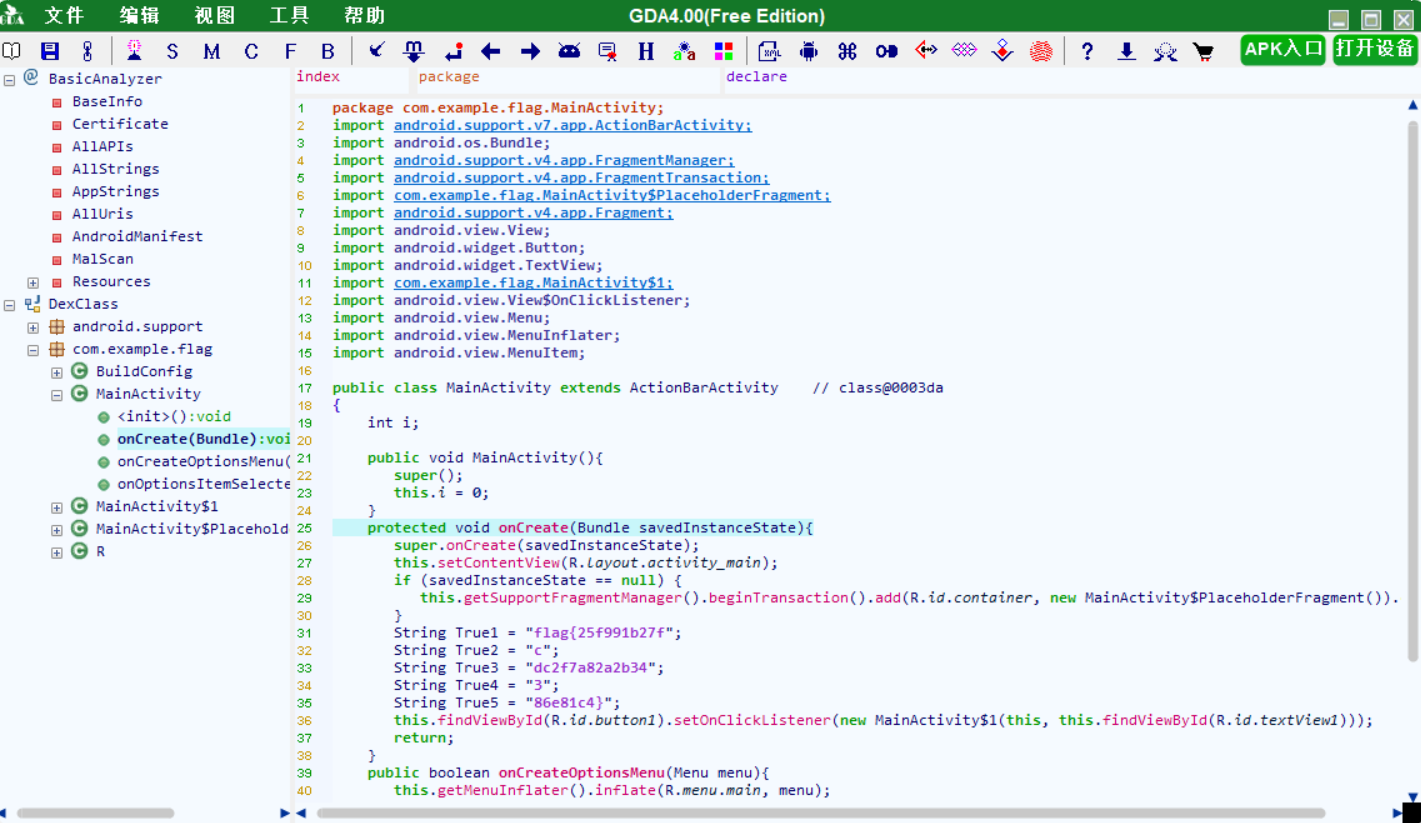 GDA 文件 编辑 视图 工具 帮助 GDA4.00(Free Edition)
S M C F B H a a XML ? APK入口 打开设备
index package declare
BasicAnalyzer
BaseInfo
Certificate
AllAPIs
AllStrings
AppStrings
AllUris
AndroidManifest
MalScan
Resources
DexClass
android.support
com.example.flag
BuildConfig
MainActivity
<init>():void
onCreate(Bundle):voi
onCreateOptionsMenu(
onOptionsItemSelecte
MainActivity$1
MainActivity$Placehold
R
1 package com.example.flag.MainActivity;
2 import android.support.v7.app.ActionBarActivity;
3 import android.os.Bundle;
4 import android.support.v4.app.FragmentManager;
5 import android.support.v4.app.FragmentTransaction;
6 import com.example.flag.MainActivity$PlaceholderFragment;
7 import android.support.v4.app.Fragment;
8 import android.view.View;
9 import android.widget.Button;
10 import android.widget.TextView;
11 import com.example.flag.MainActivity$1;
12 import android.view.View$OnClickListener;
13 import android.view.Menu;
14 import android.view.MenuInflater;
15 import android.view.MenuItem;
16
17 public class MainActivity extends ActionBarActivity // class@0003da
18 {
19 int i;
20
21 public void MainActivity(){
22 super();
23 this.i = 0;
24 }
25 protected void onCreate(Bundle savedInstanceState){
26 super.onCreate(savedInstanceState);
27 this.setContentView(R.layout.activity_main);
28 if (savedInstanceState == null) {
29 this.getSupportFragmentManager().beginTransaction().add(R.id.container, new MainActivity$PlaceholderFragment()).
30 }
31 String True1 = "flag{25f991b27f";
32 String True2 = "c";
33 String True3 = "dc2f7a82a2b34";
34 String True4 = "3";
35 String True5 = "86e81c4}";
36 this.findViewById(R.id.button1).setOnClickListener(new MainActivity$1(this, this.findViewById(R.id.textView1)));
37 return;
38 }
39 public boolean onCreateOptionsMenu(Menu menu){
40 this.getMenuInflater().inflate(R.menu.main, menu);